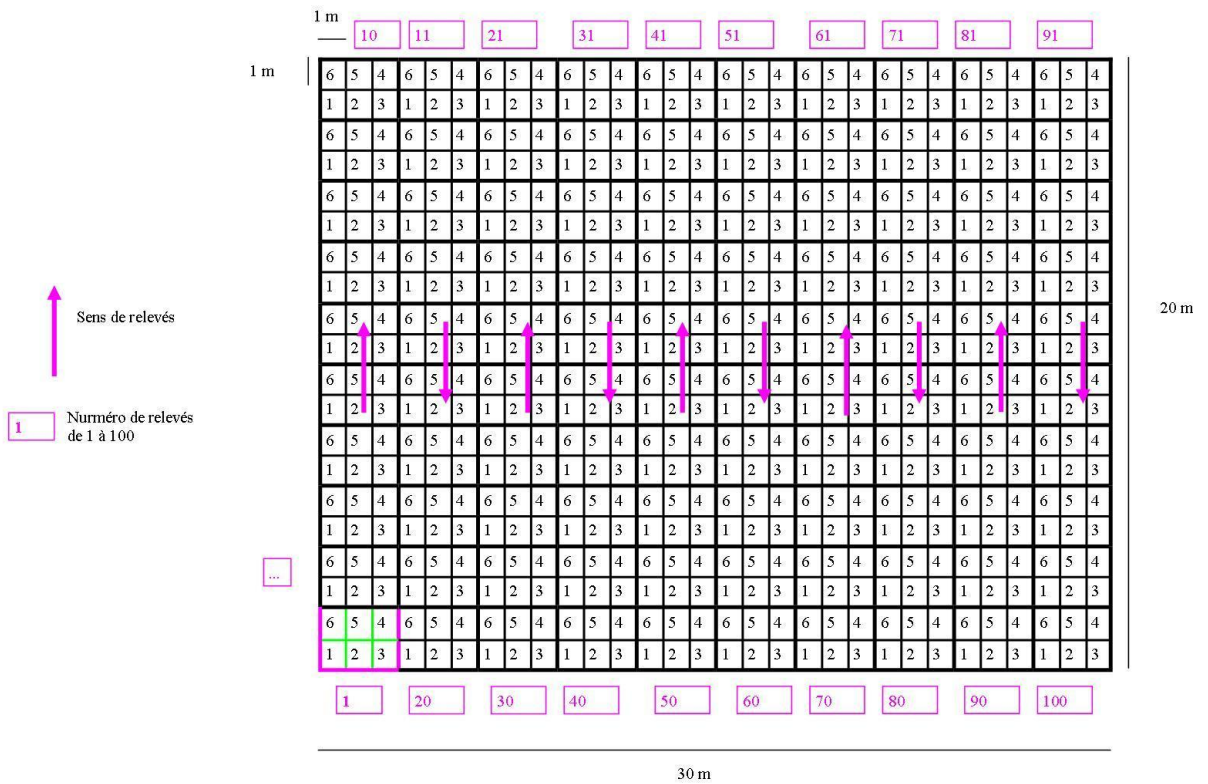 1 m
10 11 21 31 41 51 61 71 81 91
1 m
6 5 4 6 5 4 6 5 4 6 5 4 6 5 4 6 5 4 6 5 4 6 5 4 6 5 4 6 5 4
1 2 3 1 2 3 1 2 3 1 2 3 1 2 3 1 2 3 1 2 3 1 2 3 1 2 3 1 2 3
6 5 4 6 5 4 6 5 4 6 5 4 6 5 4 6 5 4 6 5 4 6 5 4 6 5 4 6 5 4
1 2 3 1 2 3 1 2 3 1 2 3 1 2 3 1 2 3 1 2 3 1 2 3 1 2 3 1 2 3
6 5 4 6 5 4 6 5 4 6 5 4 6 5 4 6 5 4 6 5 4 6 5 4 6 5 4 6 5 4
1 2 3 1 2 3 1 2 3 1 2 3 1 2 3 1 2 3 1 2 3 1 2 3 1 2 3 1 2 3
6 5 4 6 5 4 6 5 4 6 5 4 6 5 4 6 5 4 6 5 4 6 5 4 6 5 4 6 5 4
1 2 3 1 2 3 1 2 3 1 2 3 1 2 3 1 2 3 1 2 3 1 2 3 1 2 3 1 2 3
6 5 4 6 5 4 6 5 4 6 5 4 6 5 4 6 5 4 6 5 4 6 5 4 6 5 4 6 5 4
1 2 3 1 2 3 1 2 3 1 2 3 1 2 3 1 2 3 1 2 3 1 2 3 1 2 3 1 2 3
6 5 4 6 5 4 6 5 4 6 5 4 6 5 4 6 5 4 6 5 4 6 5 4 6 5 4 6 5 4
1 2 3 1 2 3 1 2 3 1 2 3 1 2 3 1 2 3 1 2 3 1 2 3 1 2 3 1 2 3
6 5 4 6 5 4 6 5 4 6 5 4 6 5 4 6 5 4 6 5 4 6 5 4 6 5 4 6 5 4
1 2 3 1 2 3 1 2 3 1 2 3 1 2 3 1 2 3 1 2 3 1 2 3 1 2 3 1 2 3
6 5 4 6 5 4 6 5 4 6 5 4 6 5 4 6 5 4 6 5 4 6 5 4 6 5 4 6 5 4
1 2 3 1 2 3 1 2 3 1 2 3 1 2 3 1 2 3 1 2 3 1 2 3 1 2 3 1 2 3
6 5 4 6 5 4 6 5 4 6 5 4 6 5 4 6 5 4 6 5 4 6 5 4 6 5 4 6 5 4
1 2 3 1 2 3 1 2 3 1 2 3 1 2 3 1 2 3 1 2 3 1 2 3 1 2 3 1 2 3
6 5 4 6 5 4 6 5 4 6 5 4 6 5 4 6 5 4 6 5 4 6 5 4 6 5 4 6 5 4
1 2 3 1 2 3 1 2 3 1 2 3 1 2 3 1 2 3 1 2 3 1 2 3 1 2 3 1 2 3
20 m
Sens de relevés
1
Nurméro de relevés
de 1 à 100
...
1 20 30 40 50 60 70 80 90 100
30 m